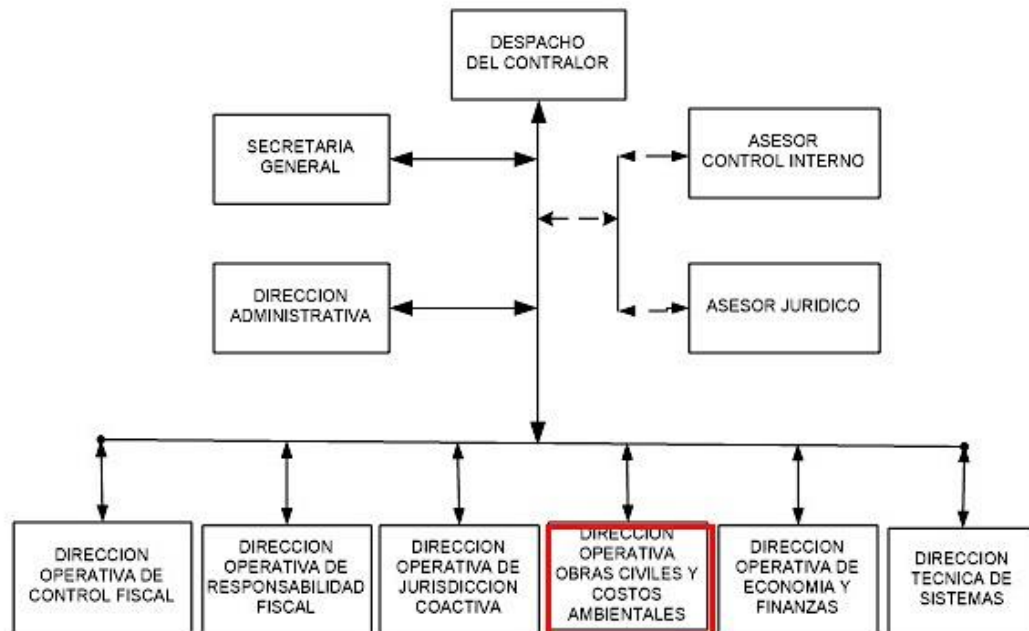 DESPACHO
DEL CONTRALOR
SECRETARIA
GENERAL
ASESOR
CONTROL INTERNO
DIRECCION
ADMINISTRATIVA
ASESOR JURIDICO
DIRECCION
OPERATIVA DE
CONTROL FISCAL
DIRECCION
OPERATIVA DE
RESPONSABILIDAD
FISCAL
DIRECCION
OPERATIVA DE
JURISDICCION
COACTIVA
DIRECCION
OPERATIVA
OBRAS CIVILES Y
COSTOS
AMBIENTALES
DIRECCION
OPERATIVA DE
ECONOMIA Y
FINANZAS
DIRECCION
TECNICA DE
SISTEMAS